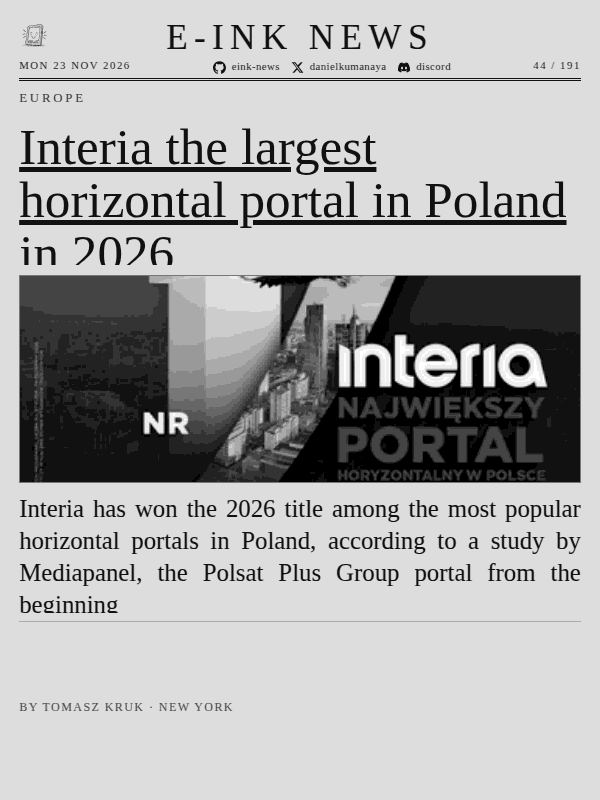 E-INK NEWS
MON 23 NOV 2026
eink-news danielkumanaya discord
44 / 191
EUROPE
Interia the largest
horizontal portal in Poland
in 2026
NR
interia
NAJWIĘKSZY
PORTAL
HORYZONTALNY W POLSCE
Interia has won the 2026 title among the most popular
horizontal portals in Poland, according to a study by
Mediapanel, the Polsat Plus Group portal from the
beginning
BY TOMASZ KRUK · NEW YORK